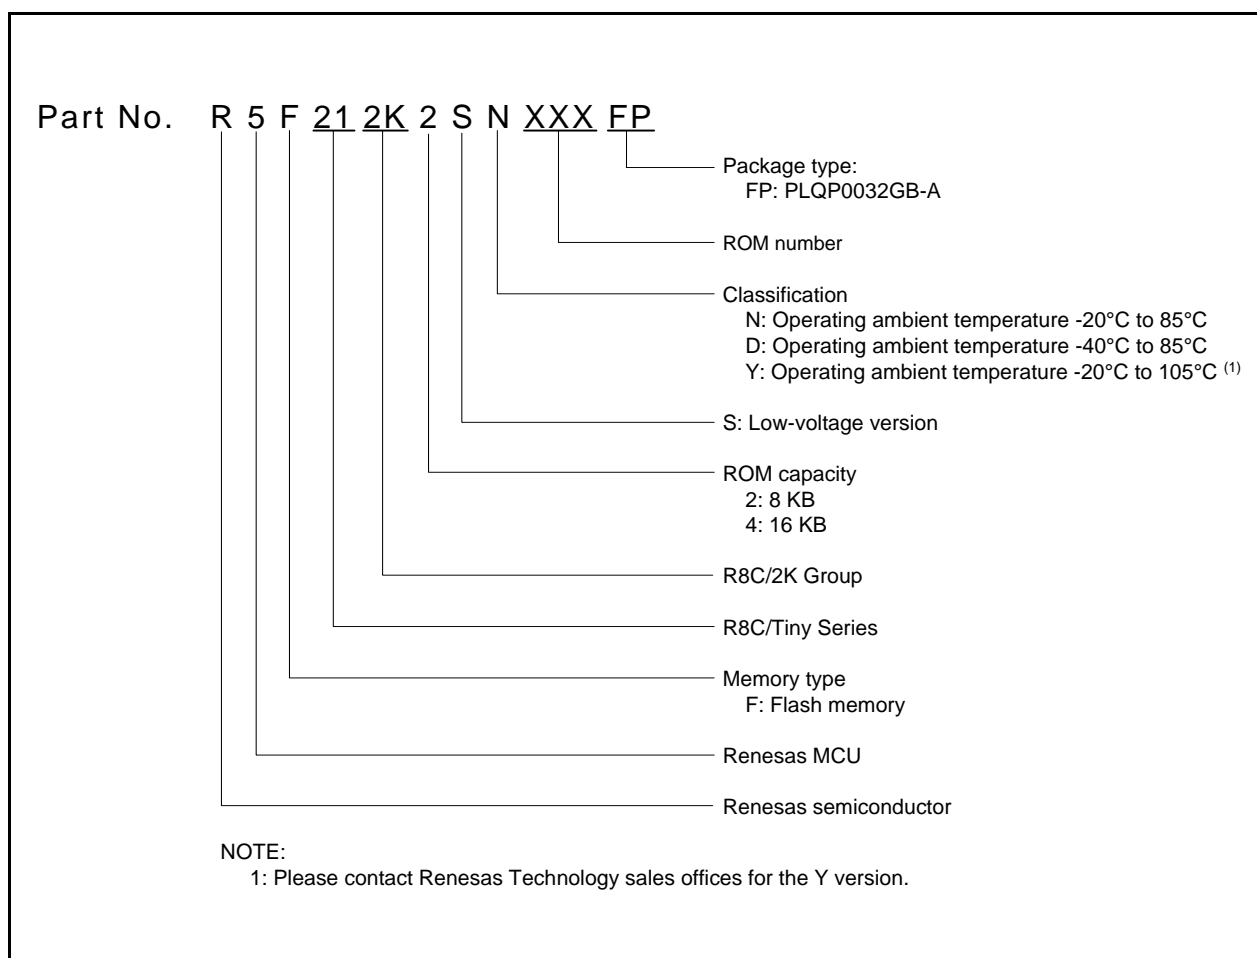 Part No. R 5 F 21 2K 2 S N XXX FP
Package type:
FP: PLQP0032GB-A
ROM number
Classification
N: Operating ambient temperature -20°C to 85°C
D: Operating ambient temperature -40°C to 85°C
Y: Operating ambient temperature -20°C to 105°C (1)
S: Low-voltage version
ROM capacity
2: 8 KB
4: 16 KB
R8C/2K Group
R8C/Tiny Series
Memory type
F: Flash memory
Renesas MCU
Renesas semiconductor
NOTE:
1: Please contact Renesas Technology sales offices for the Y version.